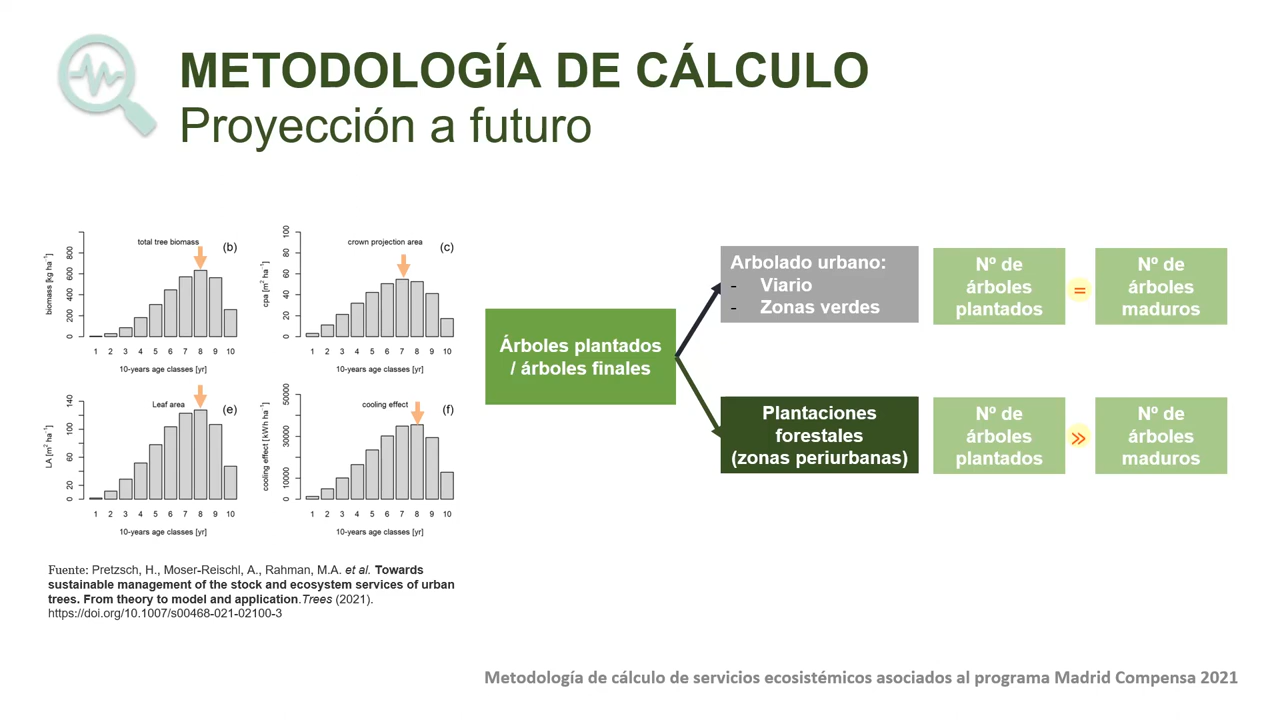 METODOLOGÍA DE CÁLCULO
Proyección a futuro
total tree biomass
(b)
biomass [kg ha⁻¹]
0 200 400 600 800
1 2 3 4 5 6 7 8 9 10
10-years age classes [yr]
crown projection area
(c)
cpa [m² ha⁻¹]
0 20 40 60 80 100
1 2 3 4 5 6 7 8 9 10
10-years age classes [yr]
Leaf area
(e)
LA [m² ha⁻¹]
0 20 60 100 140
1 2 3 4 5 6 7 8 9 10
10-years age classes [yr]
cooling effect
(f)
cooling effect [kWh ha⁻¹]
0 10000 30000 50000
1 2 3 4 5 6 7 8 9 10
10-years age classes [yr]
Fuente: Pretzsch, H., Moser-Reischl, A., Rahman, M.A. et al. Towards
sustainable management of the stock and ecosystem services of urban
trees. From theory to model and application.Trees (2021).
https://doi.org/10.1007/s00468-021-02100-3
Árboles plantados
/ árboles finales
Arbolado urbano:
- Viario
- Zonas verdes
Nº de
árboles
plantados
=
Nº de
árboles
maduros
Plantaciones
forestales
(zonas periurbanas)
Nº de
árboles
plantados
»
Nº de
árboles
maduros
Metodología de cálculo de servicios ecosistémicos asociados al programa Madrid Compensa 2021